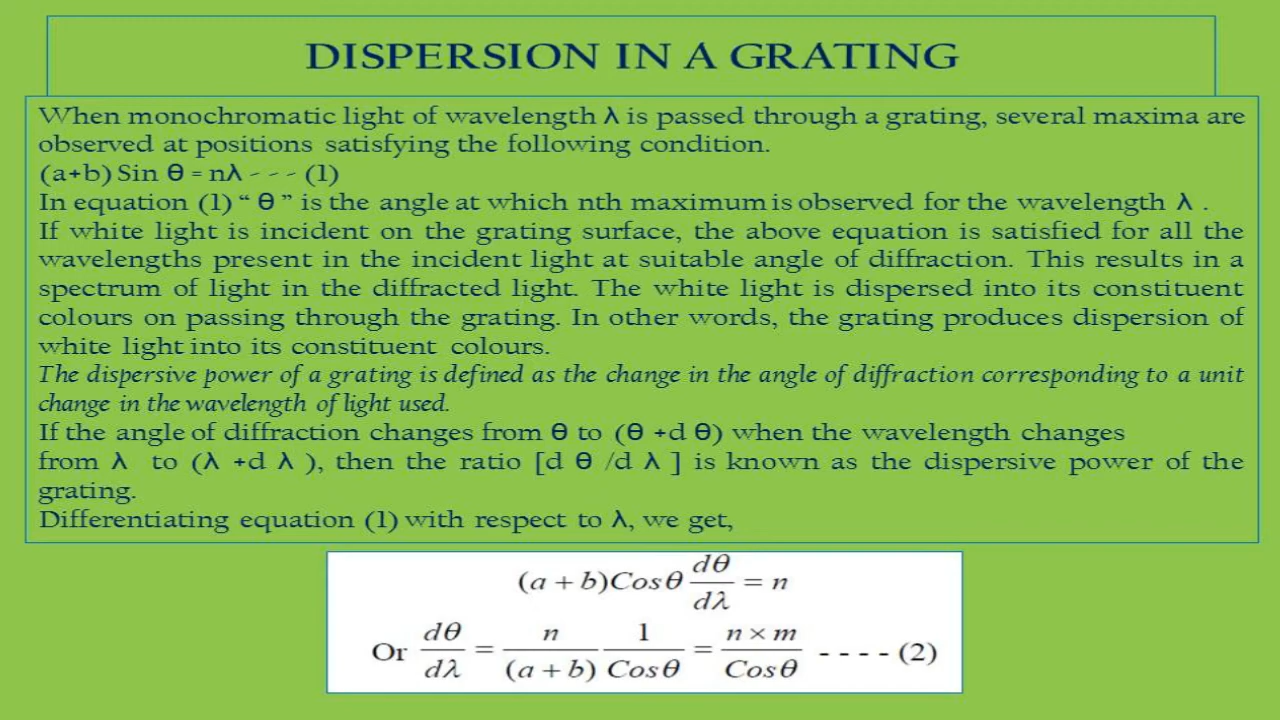 DISPERSION IN A GRATING
When monochromatic light of wavelength λ is passed through a grating, several maxima are
observed at positions satisfying the following condition.
(a+b) Sin θ = nλ - - - (1)
In equation (1) “ θ ” is the angle at which nth maximum is observed for the wavelength λ .
If white light is incident on the grating surface, the above equation is satisfied for all the
wavelengths present in the incident light at suitable angle of diffraction. This results in a
spectrum of light in the diffracted light. The white light is dispersed into its constituent
colours on passing through the grating. In other words, the grating produces dispersion of
white light into its constituent colours.
The dispersive power of a grating is defined as the change in the angle of diffraction corresponding to a unit
change in the wavelength of light used.
If the angle of diffraction changes from θ to (θ +d θ) when the wavelength changes
from λ to (λ +d λ ), then the ratio [d θ /d λ ] is known as the dispersive power of the
grating.
Differentiating equation (1) with respect to λ, we get,
(a + b)Cosθ dθ/dλ = n
Or dθ/dλ = n/(a + b) 1/Cosθ = n × m/Cosθ - - - - (2)